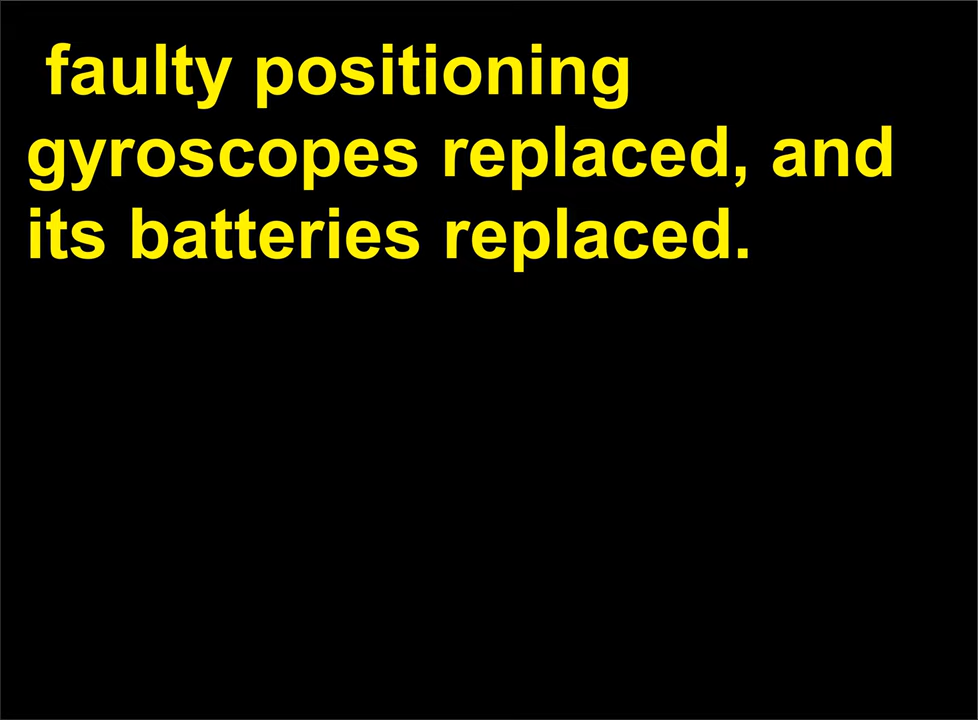 faulty positioning
gyroscopes replaced, and
its batteries replaced.